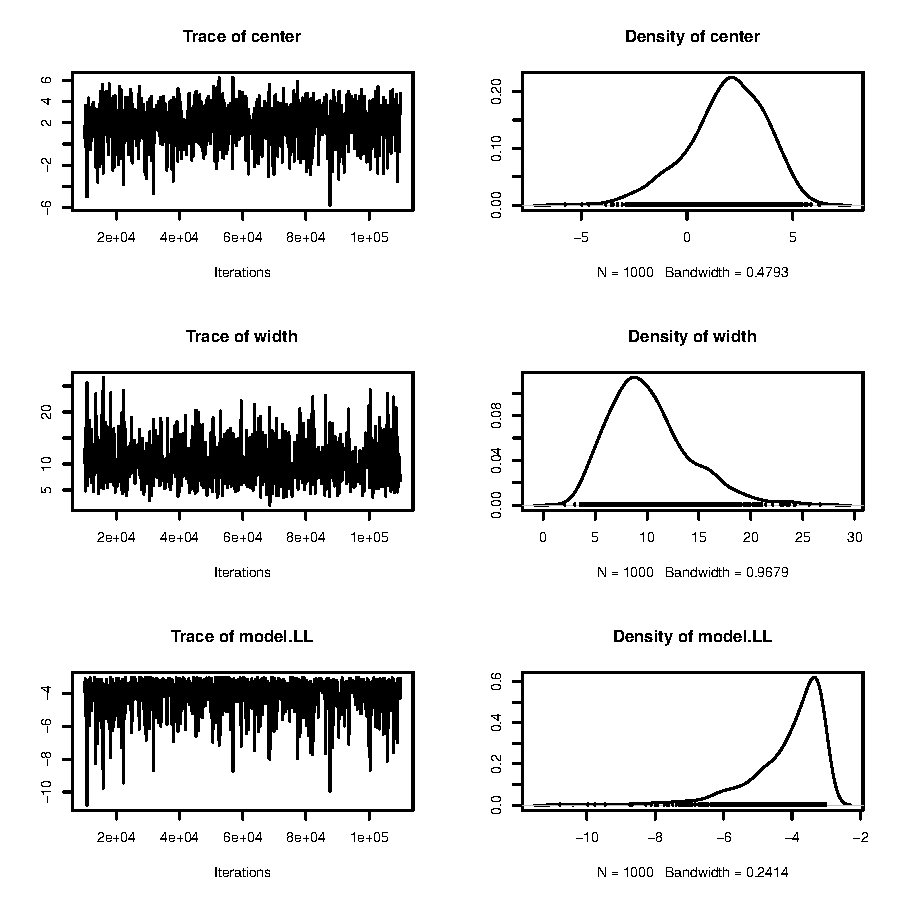 Trace of center
6
4
2
−2
−6
2e+04 4e+04 6e+04 8e+04 1e+05
Iterations
Density of center
0.20
0.10
0.00
−5 0 5
N = 1000 Bandwidth = 0.4793
Trace of width
20
10
5
2e+04 4e+04 6e+04 8e+04 1e+05
Iterations
Density of width
0.08
0.04
0.00
0 5 10 15 20 25 30
N = 1000 Bandwidth = 0.9679
Trace of model.LL
−4
−6
−8
−10
2e+04 4e+04 6e+04 8e+04 1e+05
Iterations
Density of model.LL
0.6
0.4
0.2
0.0
−10 −8 −6 −4 −2
N = 1000 Bandwidth = 0.2414